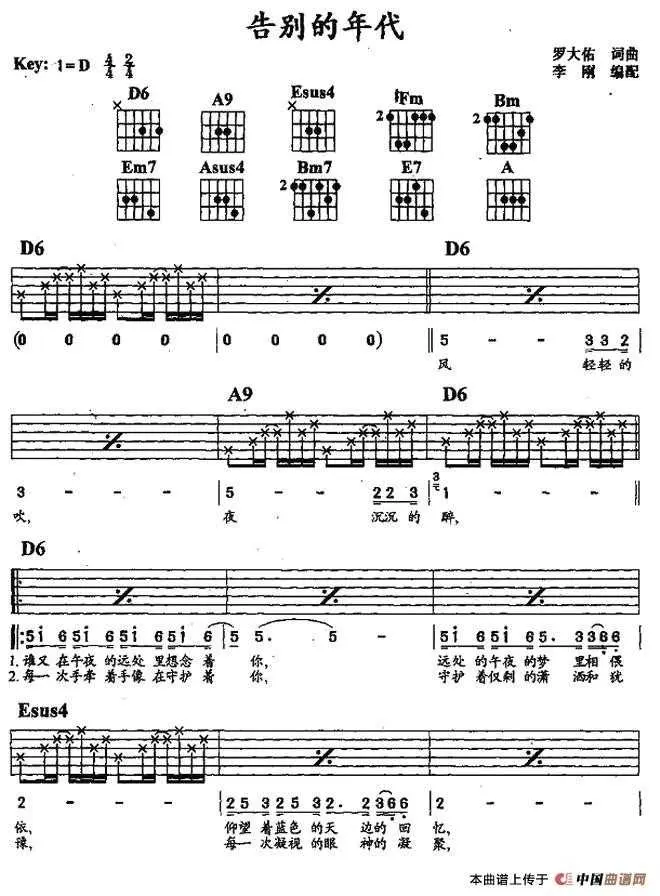 告别的年代
Key: 1=D 4/4 2/4
罗大佑 词曲
李刚 编配
D6 A9 Esus4 #Fm Bm
2 2
Em7 Asus4 Bm7 E7 A
2
D6 D6
(0 0 0 0 | 0 0 0 0) ‖ 5 - - 3 3 2
风 轻轻的
A9 D6
3 - - - | 5 - - 2 2 3 | 1 - - -
吹, 夜 沉沉的 醉,
D6
5i 6 5i 6 5i 6 5i 6 | 5 5. 5 - | 5i 6 5i 6 5. 3 3 6 6
1. 谁又在午夜的远处里想念着 你, 远处的午夜的梦 里相偎
2. 每一次手牵着手像在守护着 你, 守护着仅剩的潇 洒和犹
Esus4
2 - - - | 2 5 3 2 5 3 2. 2 3 6 6 | 2 - - -
依, 仰望着蓝色的天 边的回 忆,
豫, 每一次凝视的眼 神的凝 聚,
本曲谱上传于 中国曲谱网